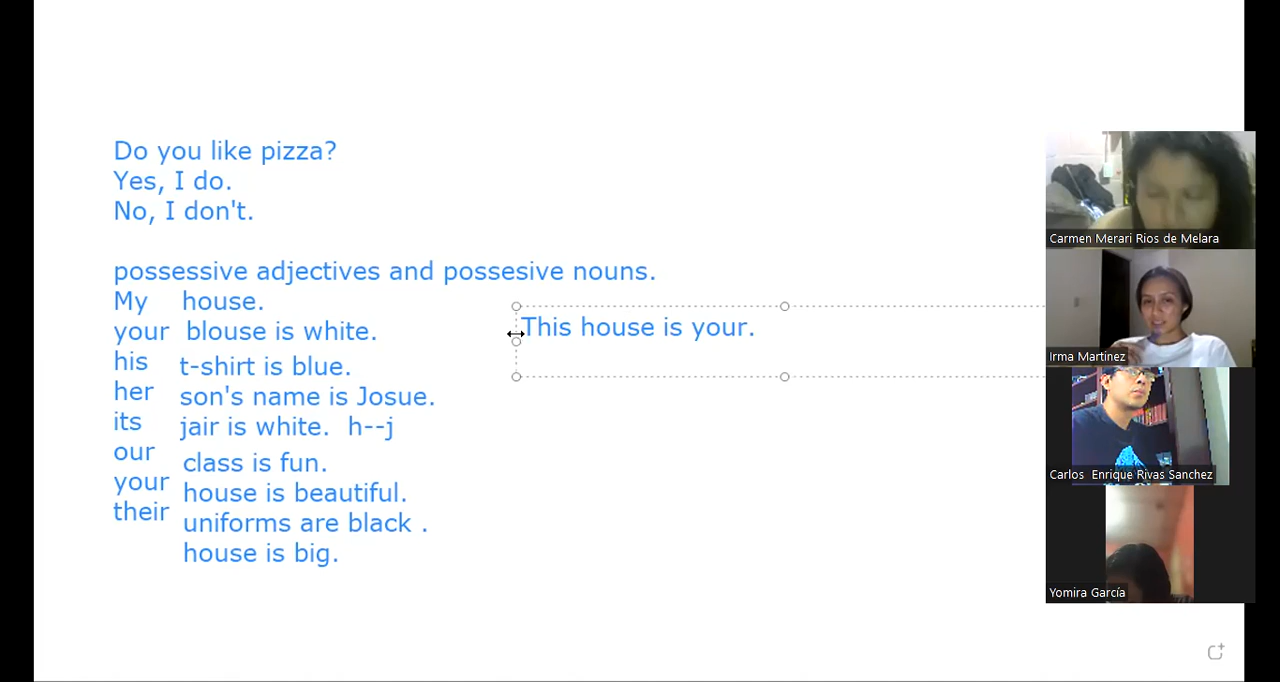 Do you like pizza?
Yes, I do.
No, I don't.
possessive adjectives and possesive nouns.
My house.
your blouse is white.
his t-shirt is blue.
her son's name is Josue.
its jair is white. h--j
our class is fun.
your house is beautiful.
their uniforms are black .
house is big.
This house is your.
Carmen Merari Rios de Melara
Irma Martínez
Carlos Enrique Rivas Sanchez
Yomira García